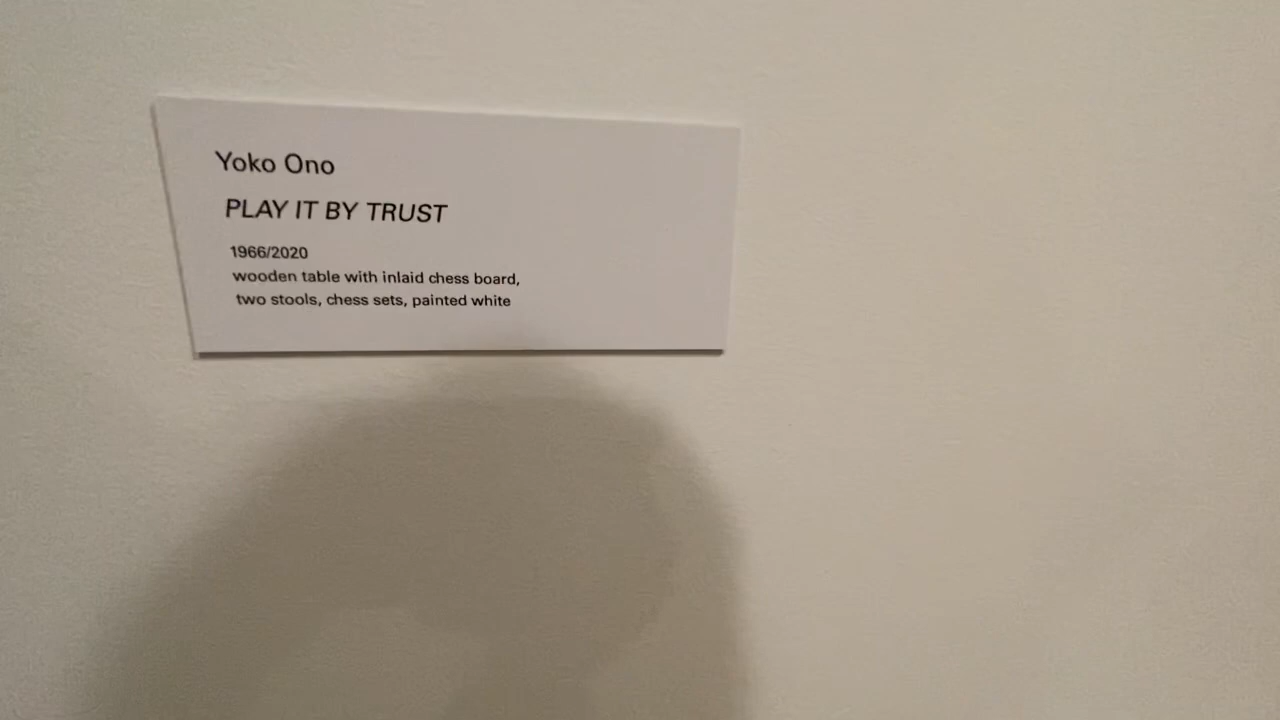 Yoko Ono
PLAY IT BY TRUST
1966/2020
wooden table with inlaid chess board,
two stools, chess sets, painted white